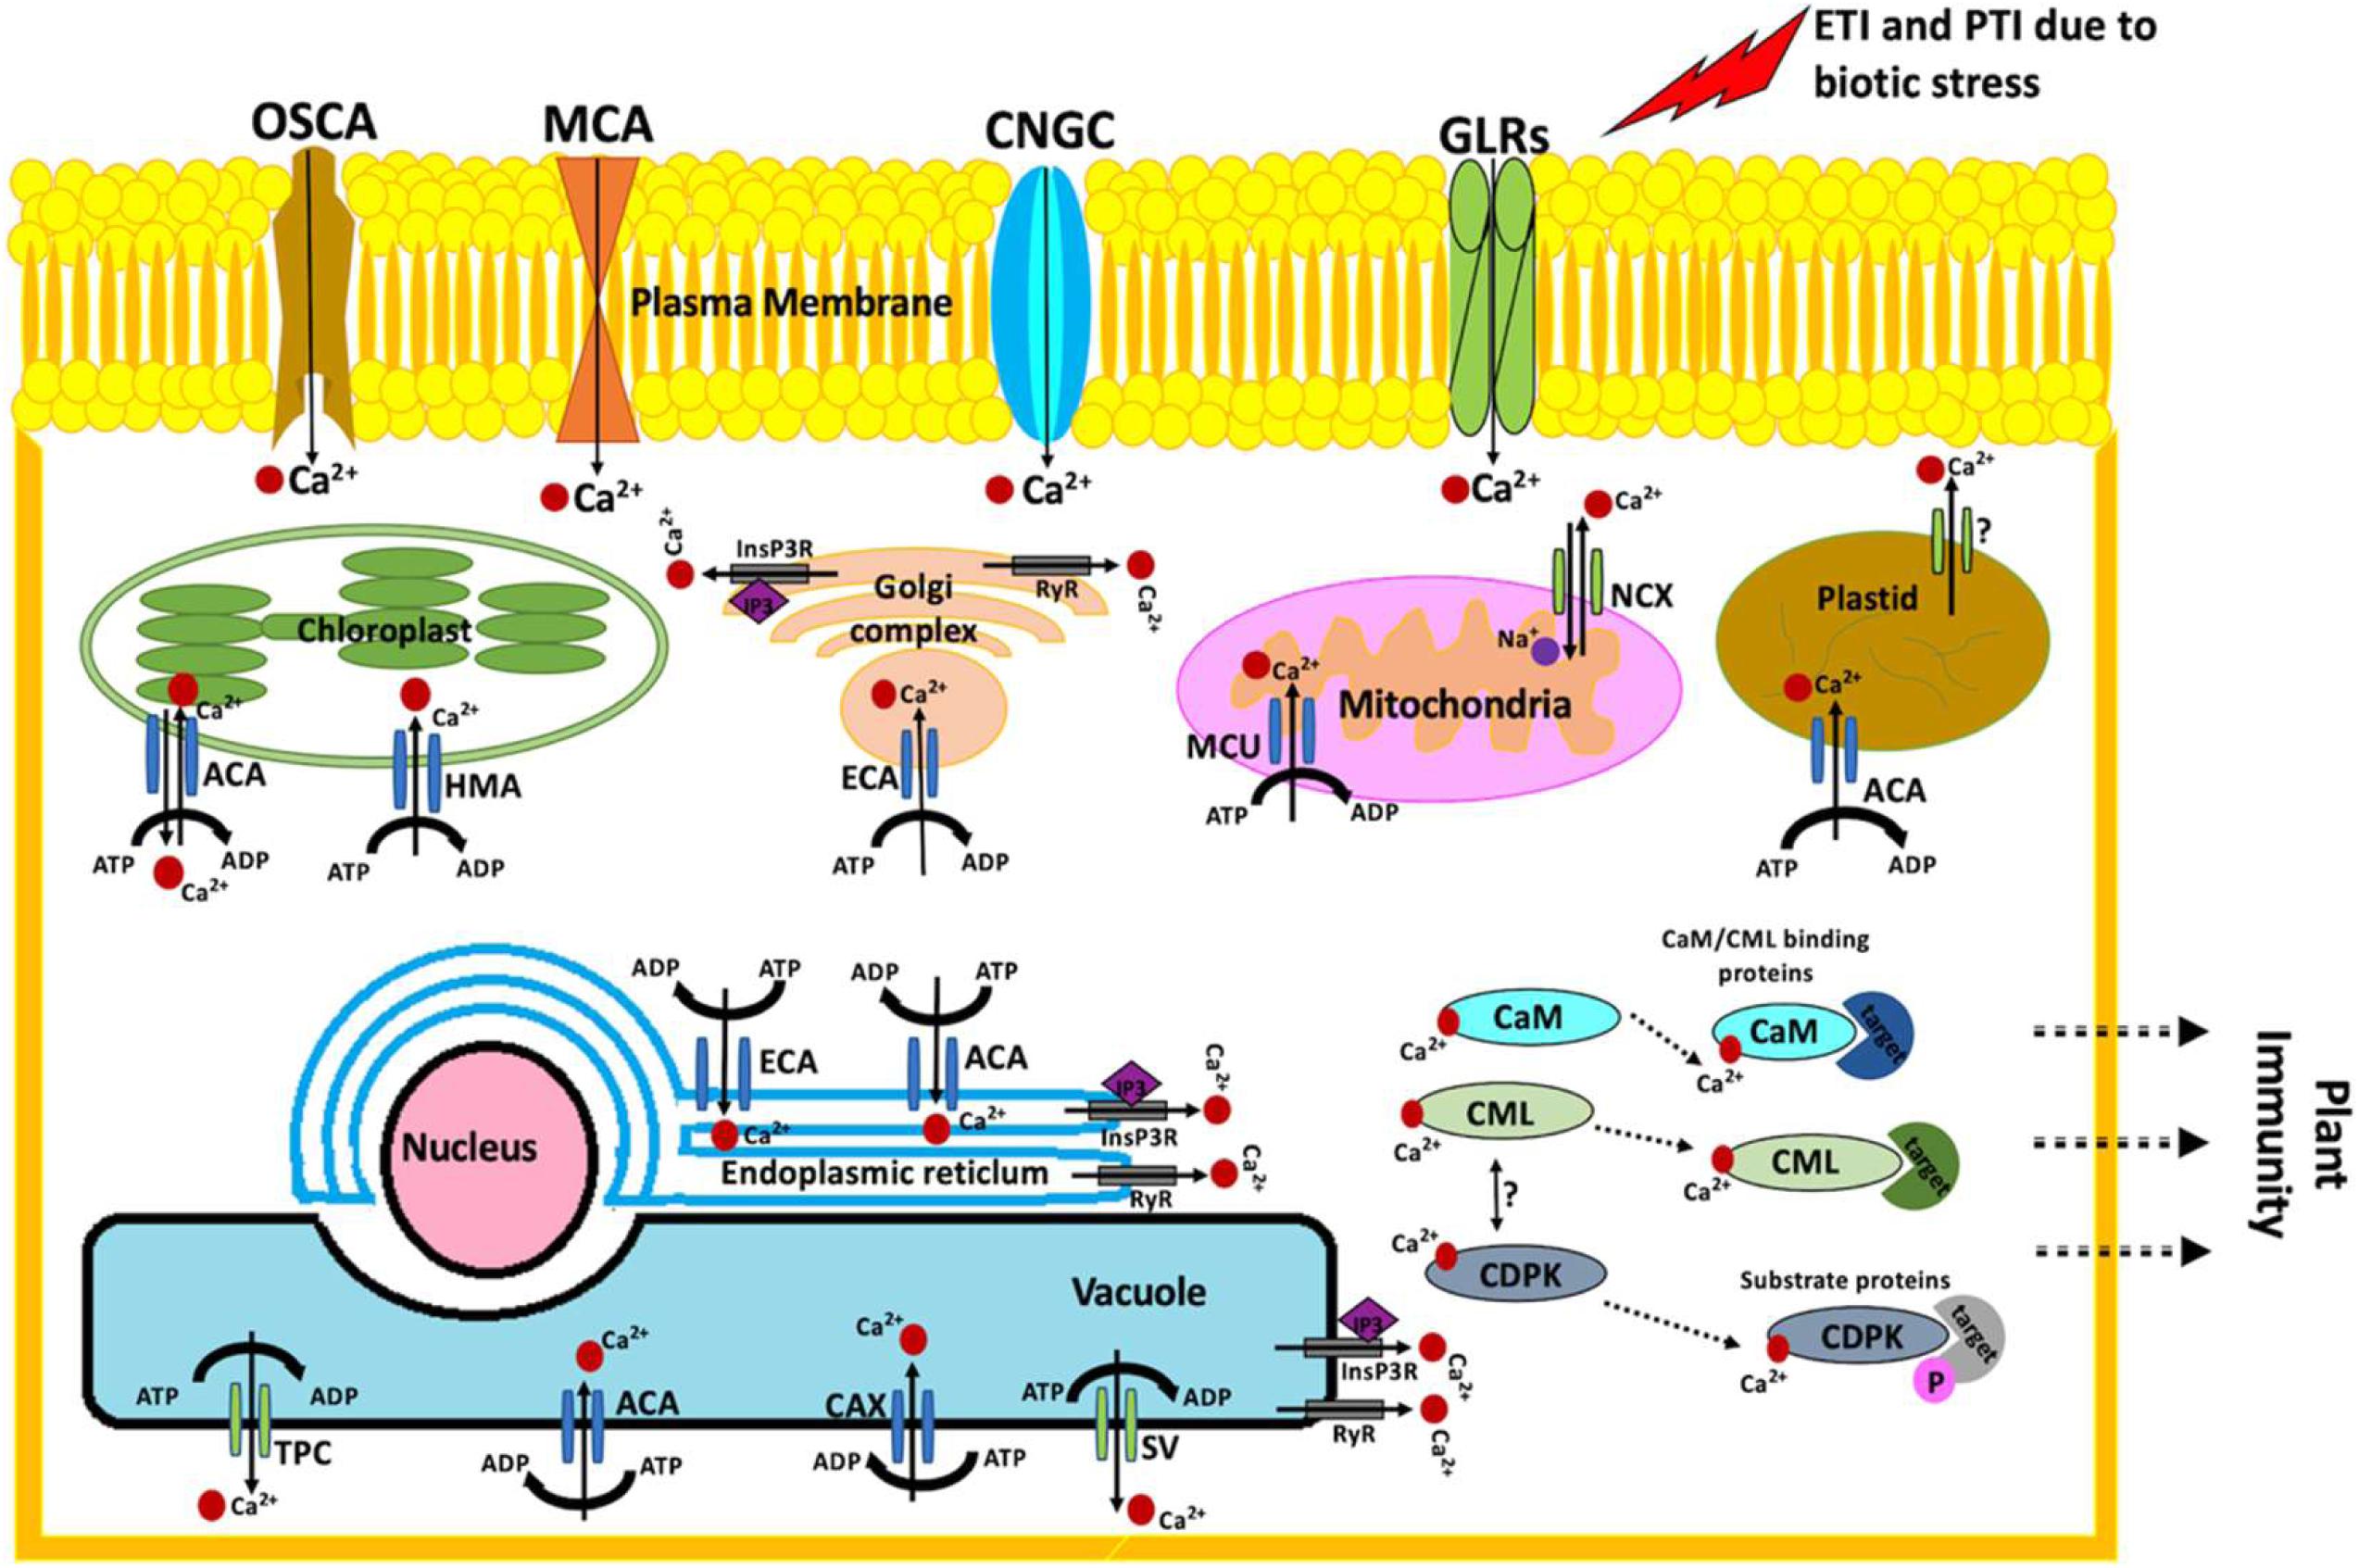 ETI and PTI due to
biotic stress
OSCA
MCA
CNGC
GLRs
Plasma Membrane
Ca²⁺
Ca²⁺
Ca²⁺
Ca²⁺
Chloroplast
Ca²⁺
Ca²⁺
ACA
HMA
ATP
ADP
Ca²⁺
ATP
ADP
Ca²⁺
InsP3R
IP3
Golgi
complex
RyR
Ca²⁺
Ca²⁺
ECA
ATP
ADP
Ca²⁺
NCX
Na⁺
Ca²⁺
Mitochondria
MCU
ATP
ADP
Ca²⁺
?
Plastid
Ca²⁺
ACA
ATP
ADP
ADP
ATP
ADP
ATP
ECA
ACA
Ca²⁺
Ca²⁺
IP3
InsP3R
Ca²⁺
Nucleus
Endoplasmic reticlum
RyR
Ca²⁺
Vacuole
ATP
ADP
TPC
Ca²⁺
Ca²⁺
ACA
ADP
ATP
Ca²⁺
CAX
ADP
ATP
ATP
ADP
SV
Ca²⁺
IP3
InsP3R
Ca²⁺
RyR
Ca²⁺
CaM/CML binding
proteins
CaM
Ca²⁺
CaM
target
Ca²⁺
CML
Ca²⁺
CML
target
Ca²⁺
?
Ca²⁺
CDPK
Substrate proteins
CDPK
target
Ca²⁺
P
Plant
Immunity